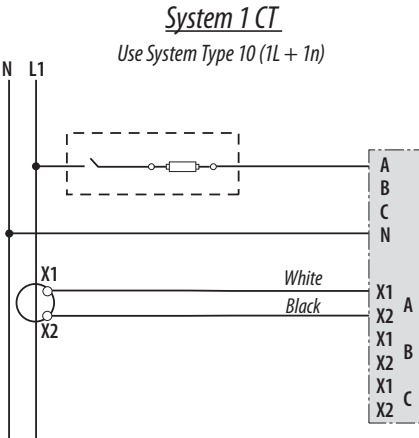 System 1 CT
Use System Type 10 (1L + 1n)
N L1
A
B
C
N
X1
White
X1
A
Black
X2
X2
X1
B
X2
X1
C
X2